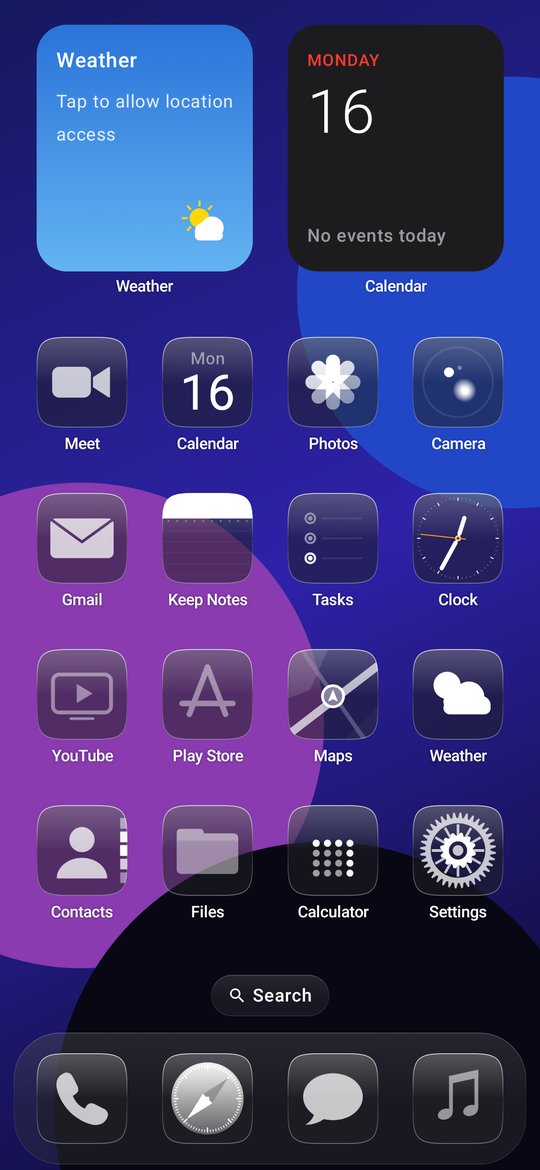 Weather
Tap to allow location
access
MONDAY
16
No events today
Weather
Calendar
Mon
16
Meet
Calendar
Photos
Camera
Gmail
Keep Notes
Tasks
Clock
YouTube
Play Store
Maps
Weather
Contacts
Files
Calculator
Settings
Search